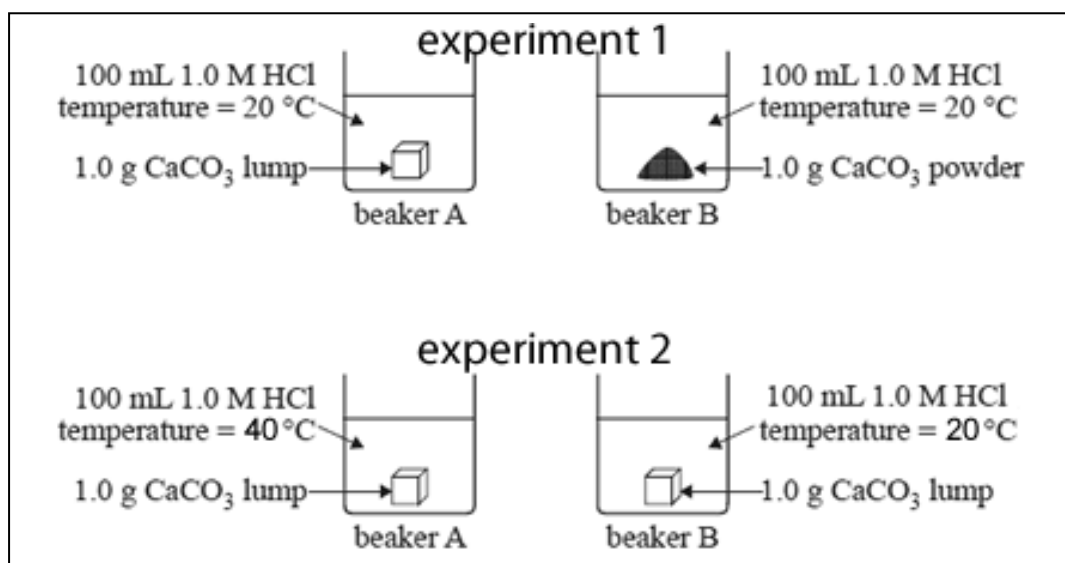 experiment 1
100 mL 1.0 M HCl
temperature = 20 °C
1.0 g CaCO₃ lump
beaker A
100 mL 1.0 M HCl
temperature = 20 °C
1.0 g CaCO₃ powder
beaker B
experiment 2
100 mL 1.0 M HCl
temperature = 40 °C
1.0 g CaCO₃ lump
beaker A
100 mL 1.0 M HCl
temperature = 20 °C
1.0 g CaCO₃ lump
beaker B